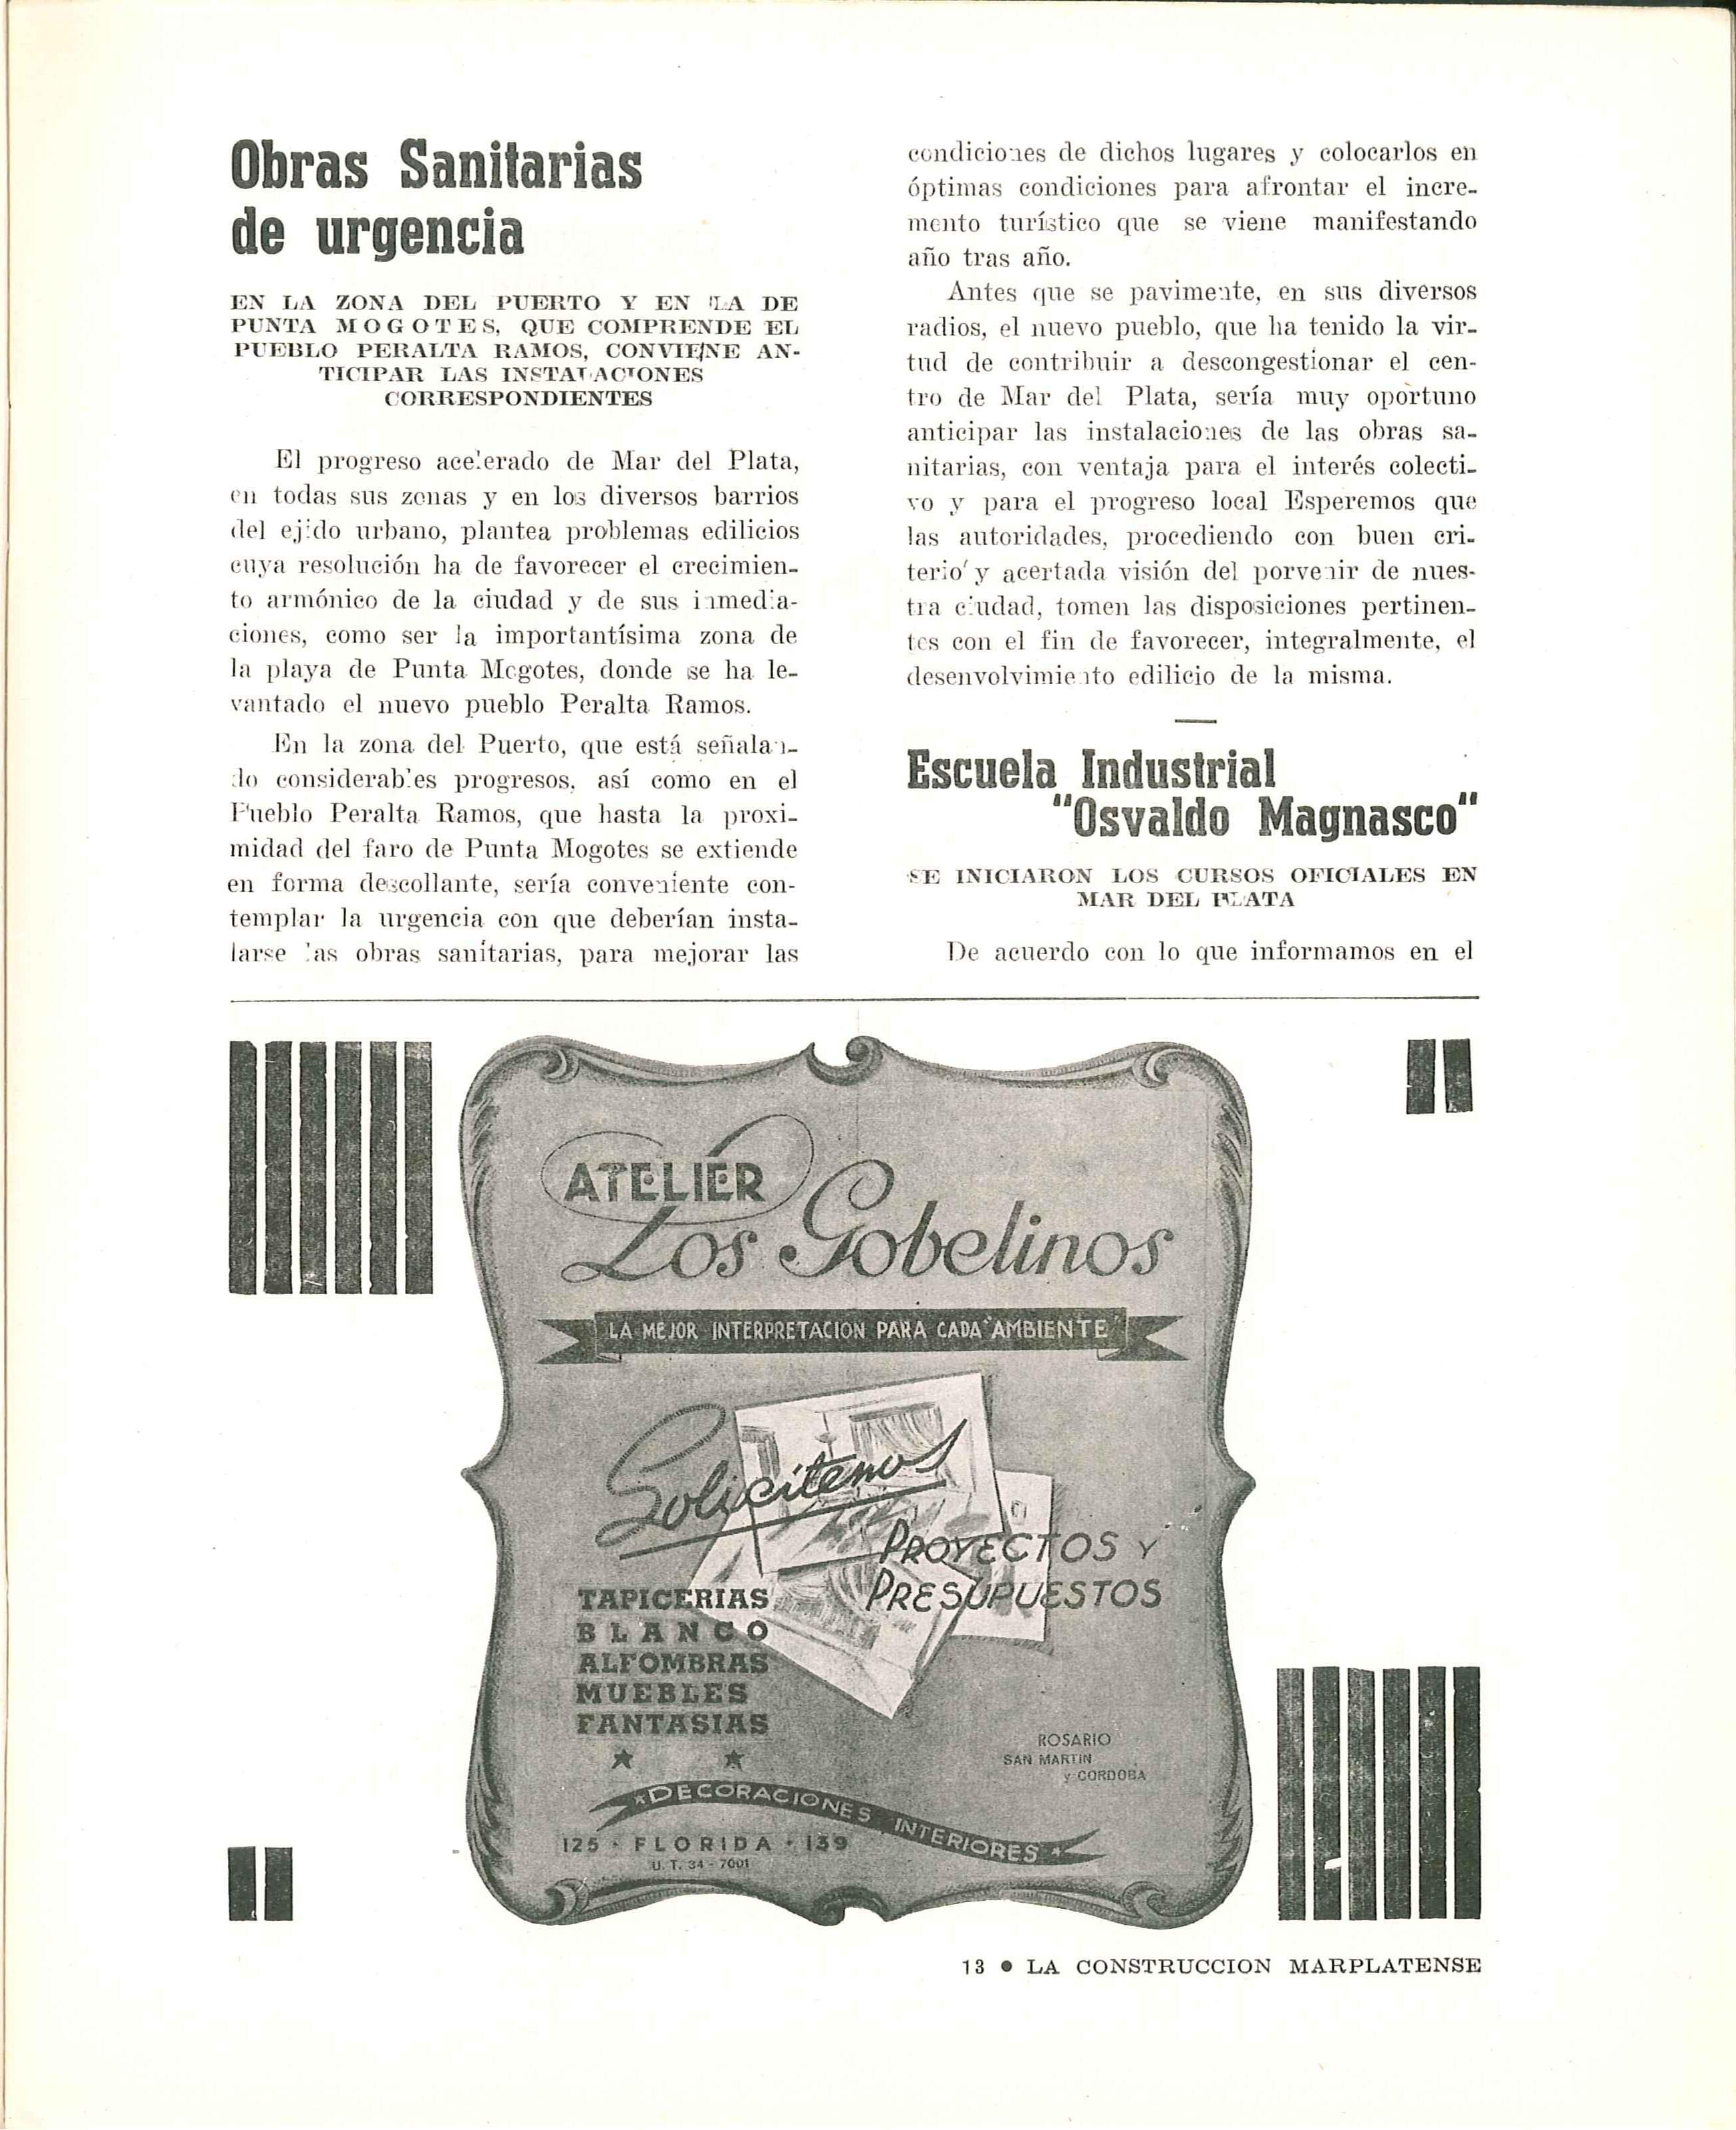 Obras Sanitarias
de urgencia
EN LA ZONA DEL PUERTO Y EN LA DE
PUNTA MOGOTES, QUE COMPRENDE EL
PUEBLO PERALTA RAMOS, CONVIENE AN-
TICIPAR LAS INSTALACIONES
CORRESPONDIENTES
El progreso acelerado de Mar del Plata,
en todas sus zonas y en los diversos barrios
del ejido urbano, plantea problemas edilicios
cuya resolución ha de favorecer el crecimien-
to armónico de la ciudad y de sus inmedia-
ciones, como ser la importantísima zona de
la playa de Punta Mogotes, donde se ha le-
vantado el nuevo pueblo Peralta Ramos.
En la zona del Puerto, que está señalan-
do considerables progresos, así como en el
Pueblo Peralta Ramos, que hasta la proxi-
midad del faro de Punta Mogotes se extiende
en forma descollante, sería conveniente con-
templar la urgencia con que deberían insta-
larse las obras sanitarias, para mejorar las
condiciones de dichos lugares y colocarlos en
óptimas condiciones para afrontar el incre-
mento turístico que se viene manifestando
año tras año.
Antes que se pavimente, en sus diversos
radios, el nuevo pueblo, que ha tenido la vir-
tud de contribuir a descongestionar el cen-
tro de Mar del Plata, sería muy oportuno
anticipar las instalaciones de las obras sa-
nitarias, con ventaja para el interés colecti-
vo y para el progreso local Esperemos que
las autoridades, procediendo con buen cri-
terio y acertada visión del porvenir de nues-
tra ciudad, tomen las disposiciones pertinen-
tes con el fin de favorecer, integralmente, el
desenvolvimiento edilicio de la misma.
Escuela Industrial
"Osvaldo Magnasco"
SE INICIARON LOS CURSOS OFICIALES EN
MAR DEL PLATA
De acuerdo con lo que informamos en el
ATELIER
Los Gobelinos
LA MEJOR INTERPRETACION PARA CADA "AMBIENTE"
Solicítenos
PROYECTOS Y
PRESUPUESTOS
TAPICERIAS
BLANCO
ALFOMBRAS
MUEBLES
FANTASIAS
ROSARIO
SAN MARTIN
y CORDOBA
DECORACIONES INTERIORES
125 - FLORIDA - 139
U. T. 34 - 7001
13 ● LA CONSTRUCCION MARPLATENSE